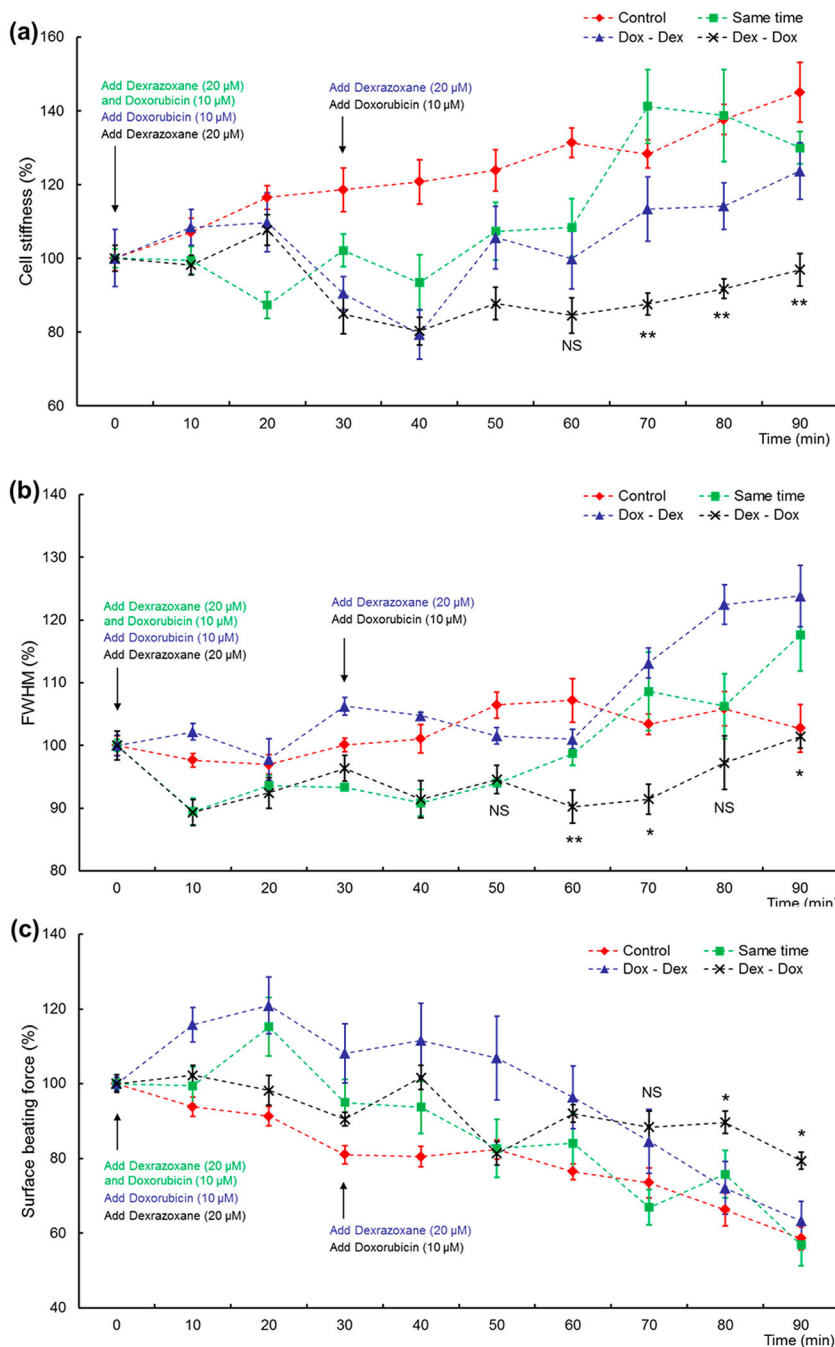 (a)
Control
Same time
Dox - Dex
Dex - Dox
Cell stiffness (%)
160
140
120
100
80
60
Add Dexrazoxane (20 µM)
and Doxorubicin (10 µM)
Add Doxorubicin (10 µM)
Add Dexrazoxane (20 µM)
Add Dexrazoxane (20 µM)
Add Doxorubicin (10 µM)
NS
**
**
**
0 10 20 30 40 50 60 70 80 90
Time (min)
(b)
Control
Same time
Dox - Dex
Dex - Dox
FWHM (%)
140
130
120
110
100
90
80
Add Dexrazoxane (20 µM)
and Doxorubicin (10 µM)
Add Doxorubicin (10 µM)
Add Dexrazoxane (20 µM)
Add Dexrazoxane (20 µM)
Add Doxorubicin (10 µM)
NS
**
*
NS
*
0 10 20 30 40 50 60 70 80 90
Time (min)
(c)
Control
Same time
Dox - Dex
Dex - Dox
Surface beating force (%)
140
120
100
80
60
40
NS
*
*
Add Dexrazoxane (20 µM)
and Doxorubicin (10 µM)
Add Doxorubicin (10 µM)
Add Dexrazoxane (20 µM)
Add Dexrazoxane (20 µM)
Add Doxorubicin (10 µM)
0 10 20 30 40 50 60 70 80 90
Time (min)